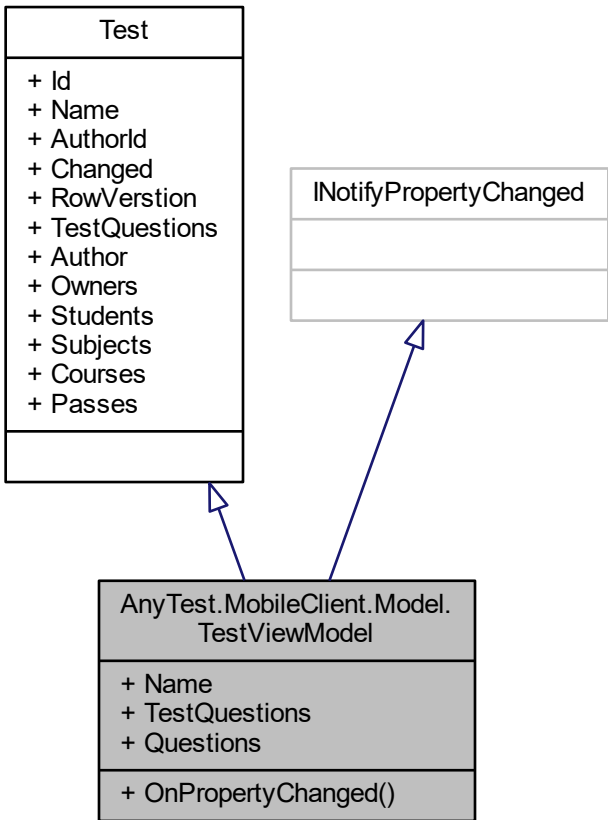 Test
+ Id
+ Name
+ AuthorId
+ Changed
+ RowVerstion
+ TestQuestions
+ Author
+ Owners
+ Students
+ Subjects
+ Courses
+ Passes
INotifyPropertyChanged
AnyTest.MobileClient.Model.
TestViewModel
+ Name
+ TestQuestions
+ Questions
+ OnPropertyChanged()